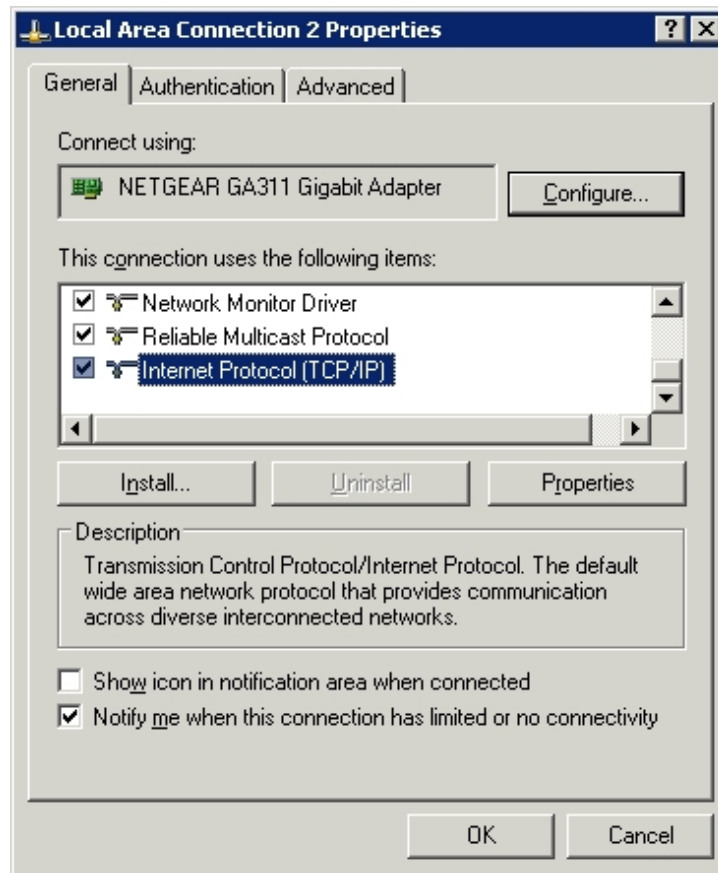 Local Area Connection 2 Properties
General Authentication Advanced
Connect using:
NETGEAR GA311 Gigabit Adapter Configure...
This connection uses the following items:
Network Monitor Driver
Reliable Multicast Protocol
Internet Protocol (TCP/IP)
Install... Uninstall Properties
Description
Transmission Control Protocol/Internet Protocol. The default
wide area network protocol that provides communication
across diverse interconnected networks.
Show icon in notification area when connected
Notify me when this connection has limited or no connectivity
OK Cancel